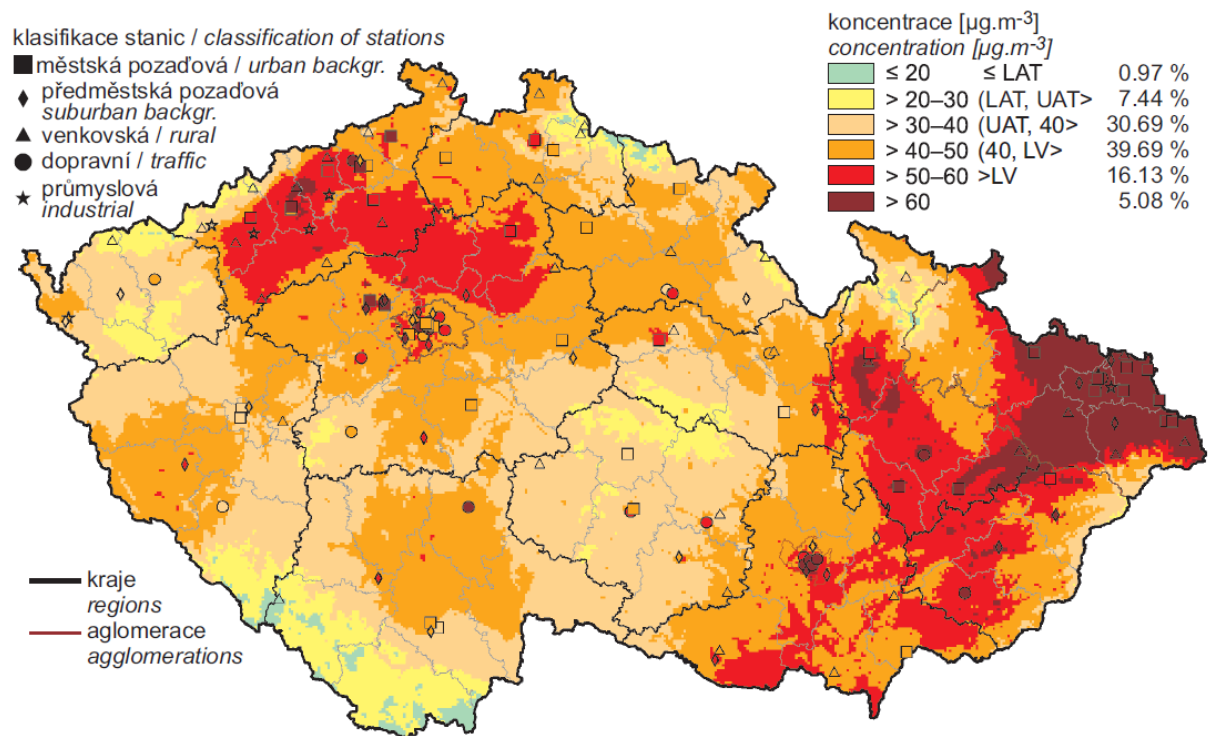 klasifikace stanic / classification of stations
městská pozaďová / urban backgr.
předměstská pozaďová
suburban backgr.
venkovská / rural
dopravní / traffic
průmyslová
industrial
koncentrace [µg.m-³]
concentration [µg.m-³]
≤ 20 ≤ LAT 0.97 %
> 20–30 (LAT, UAT> 7.44 %
> 30–40 (UAT, 40> 30.69 %
> 40–50 (40, LV> 39.69 %
> 50–60 >LV 16.13 %
> 60 5.08 %
kraje
regions
aglomerace
agglomerations